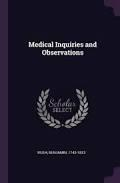 Medical Inquiries and
Observations
Scholar
SELECT
RUSH, BENJAMIN, 1745-1813